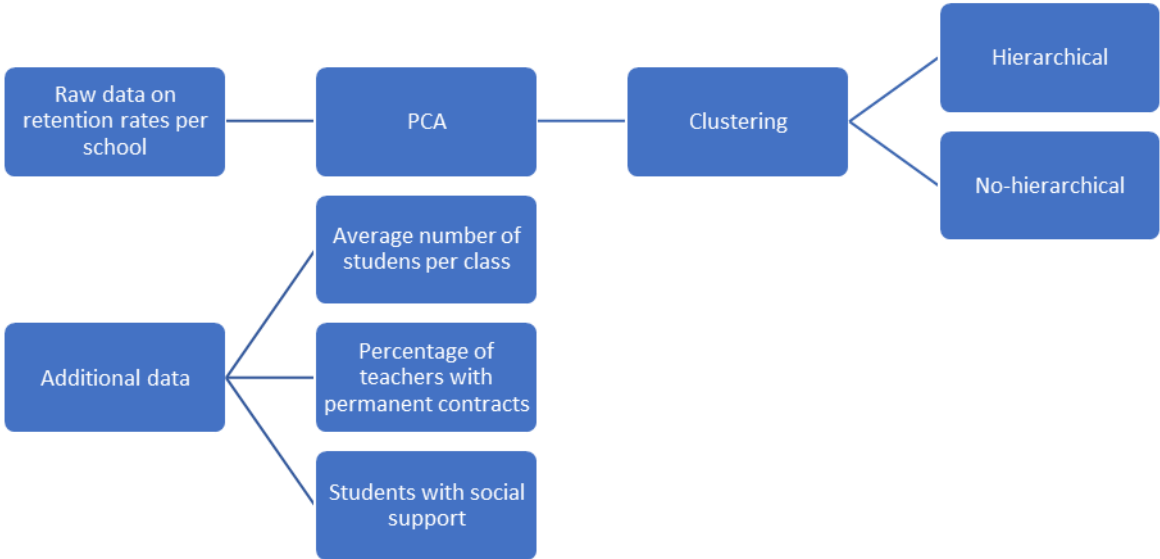 Raw data on
retention rates per
school
PCA
Clustering
Hierarchical
No-hierarchical
Additional data
Average number of
studens per class
Percentage of
teachers with
permanent contracts
Students with social
support